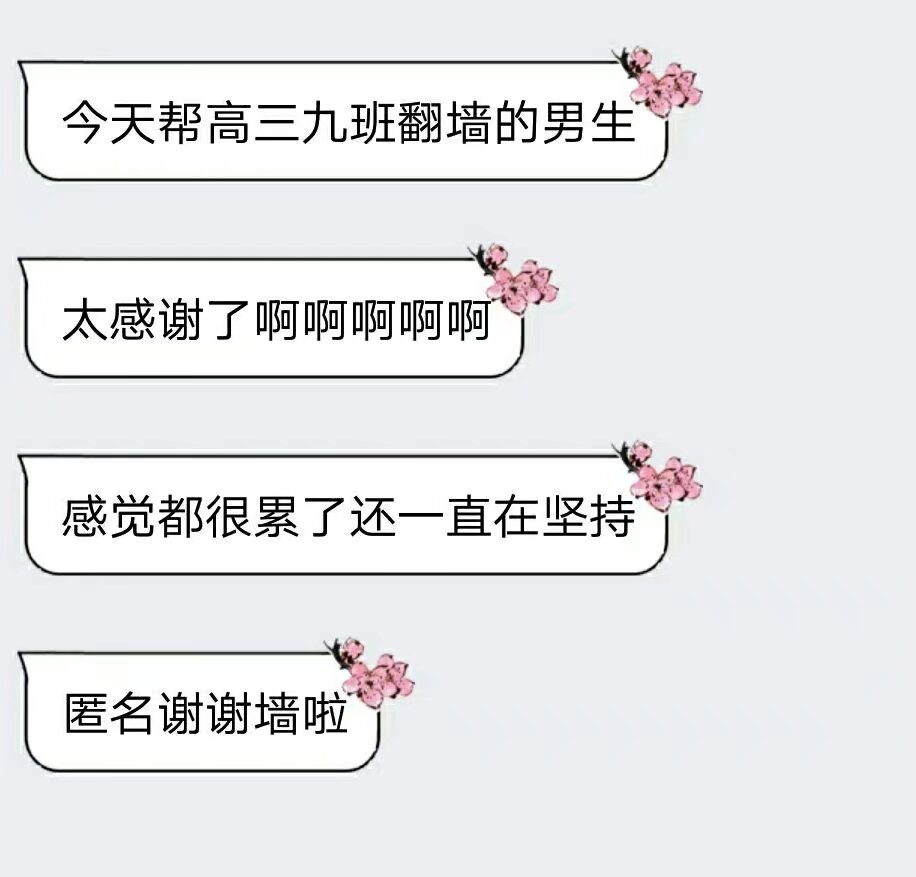 今天帮高三九班翻墙的男生
太感谢了啊啊啊啊啊
感觉都很累了还一直在坚持
匿名谢谢墙啦